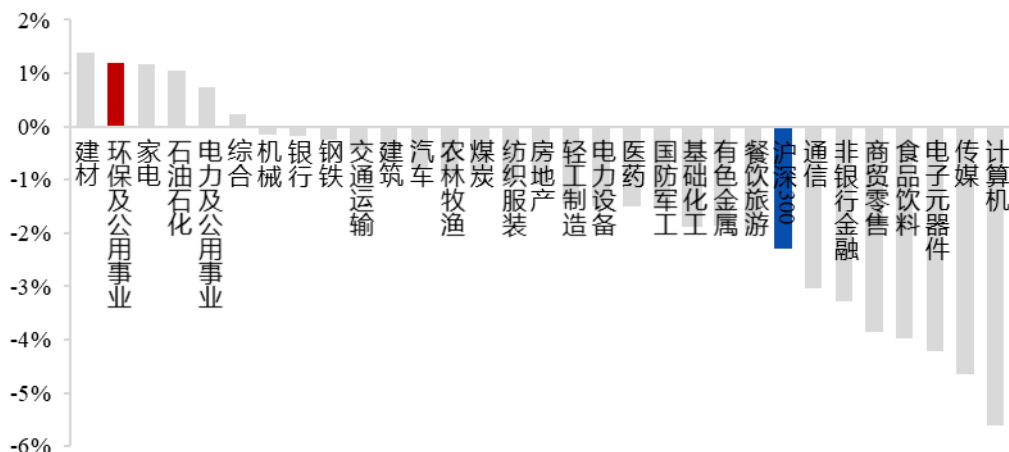 2%
1%
0%
-1%
-2%
-3%
-4%
-5%
-6%
建材
环保及公用事业
家电
石油石化
电力及公用事业
综合
机械
银行
钢铁
交通运输
建筑
汽车
农林牧渔
煤炭
纺织服装
房地产
轻工制造
电力设备
医药
国防军工
基础化工
有色金属
餐饮旅游
沪深300
通信
非银行金融
商贸零售
食品饮料
电子元器件
传媒
计算机